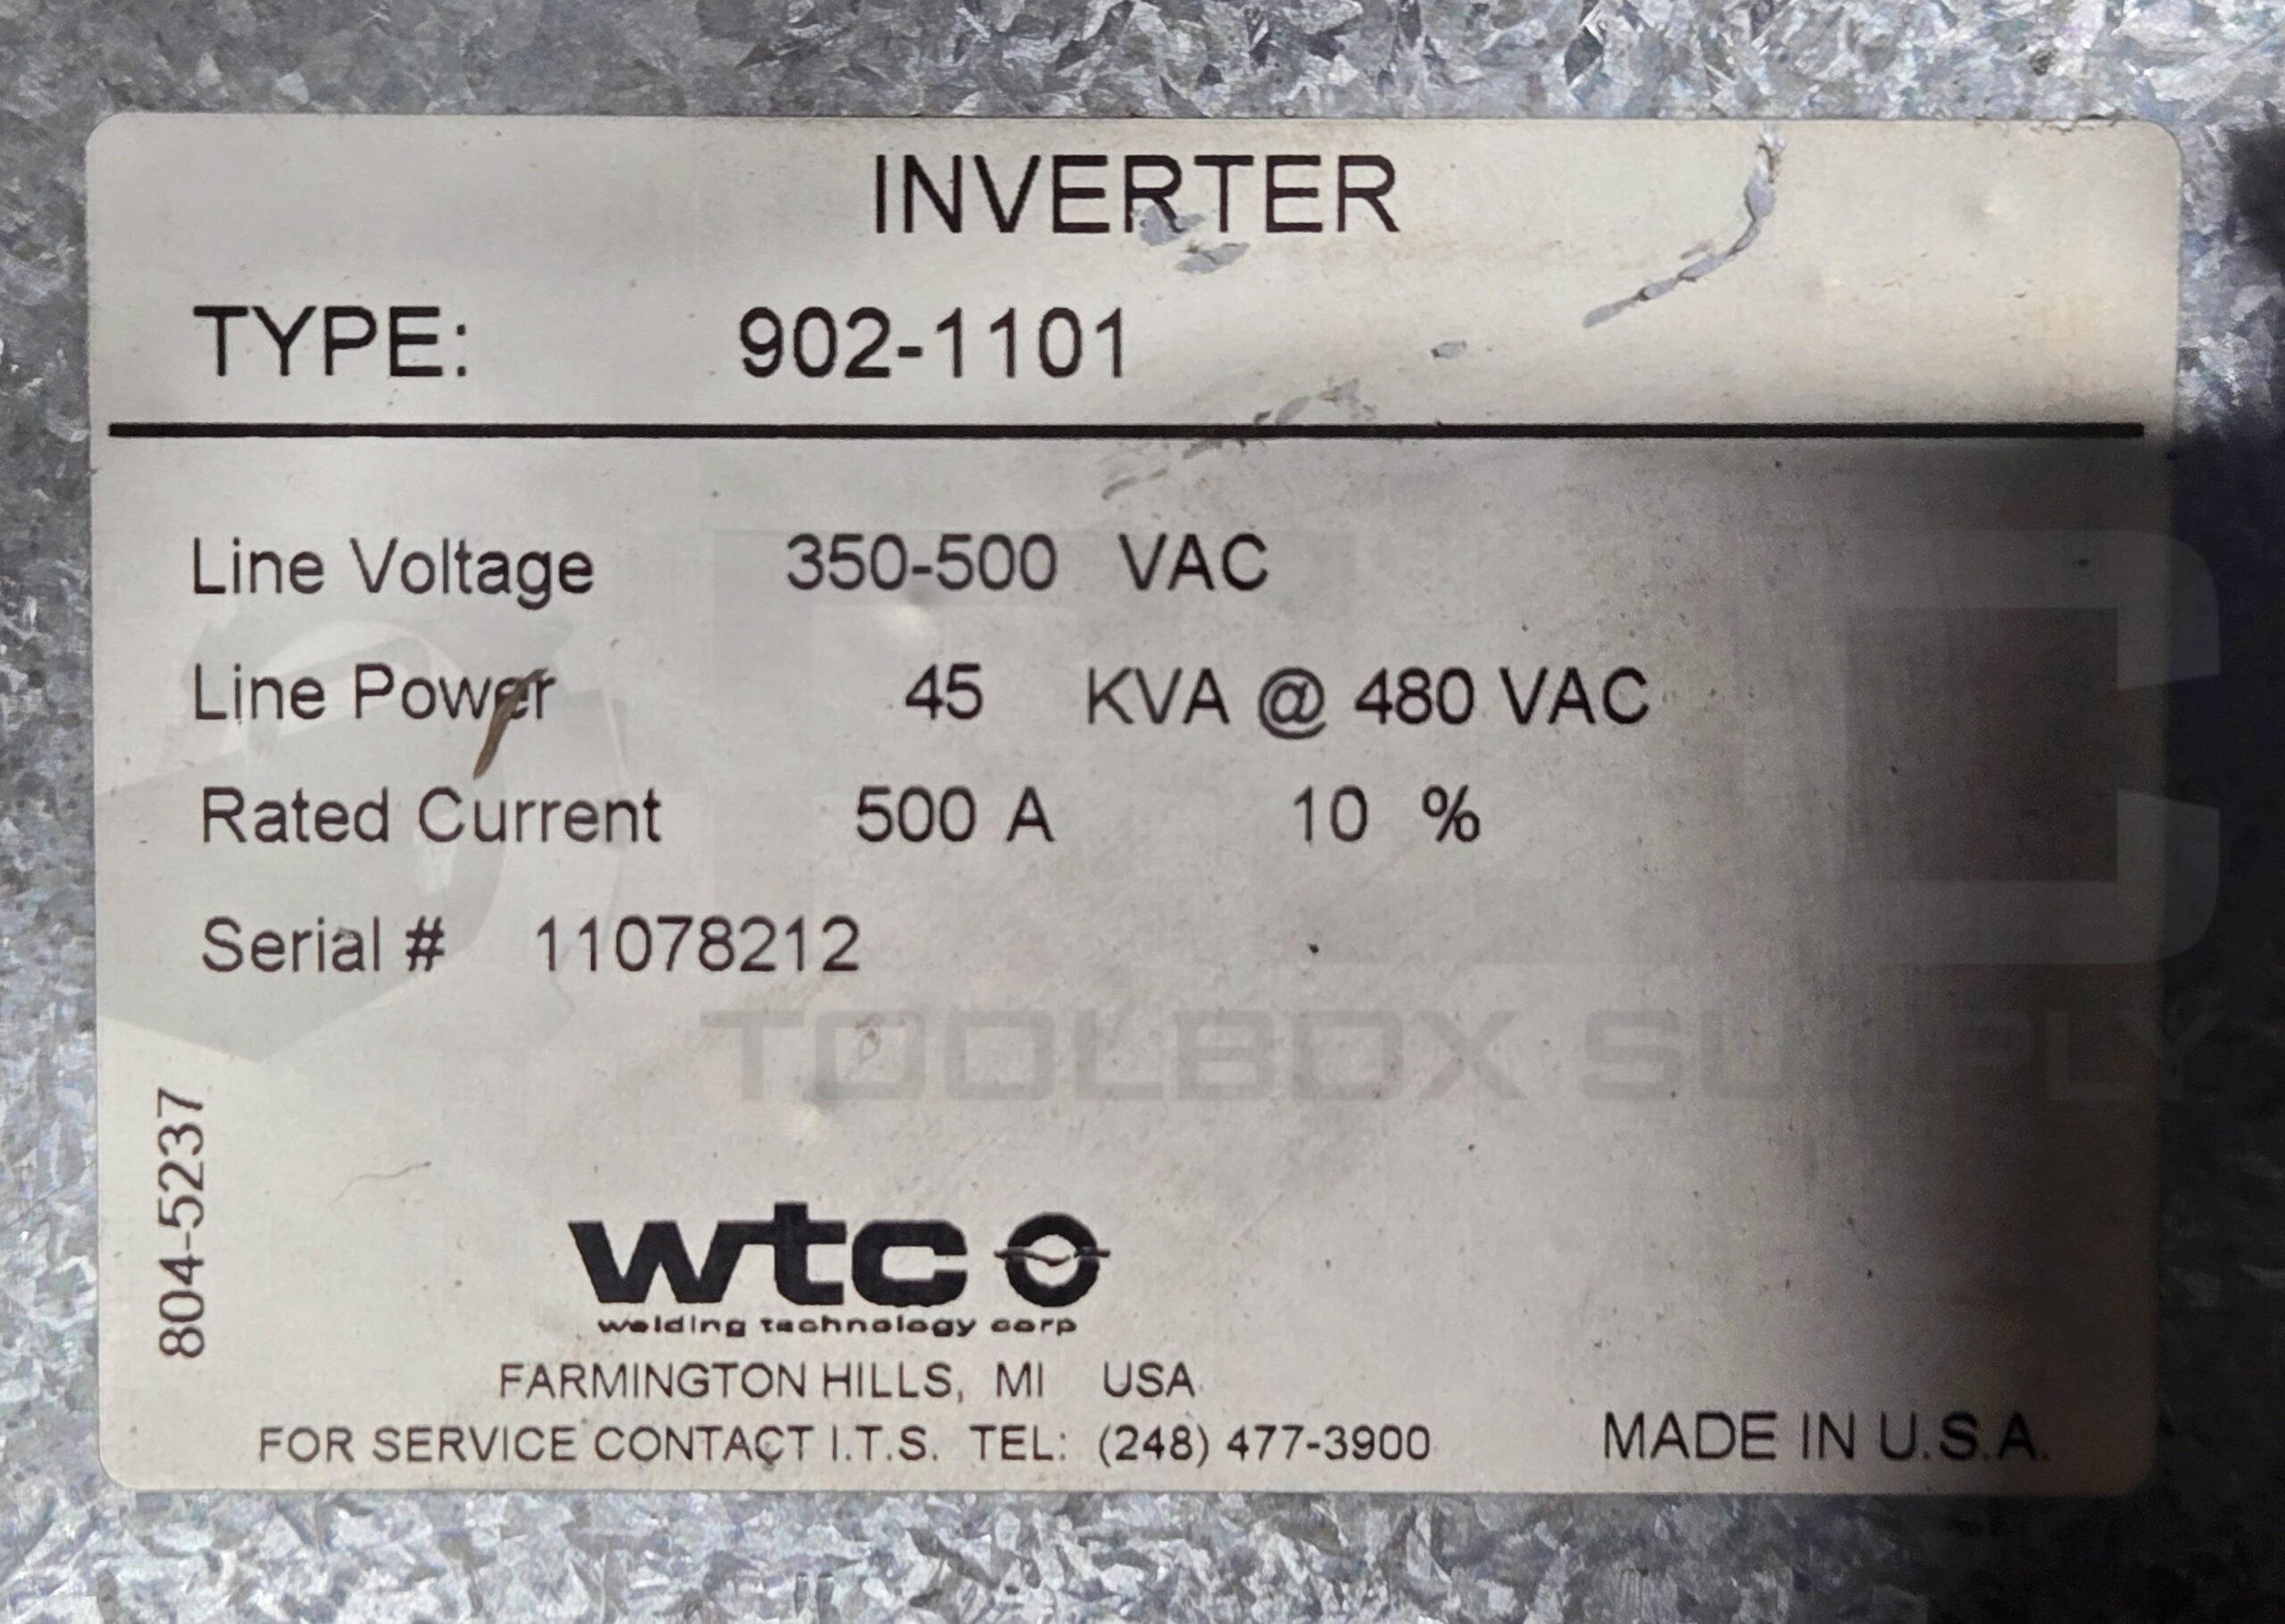 INVERTER
TYPE: 902-1101
Line Voltage 350-500 VAC
Line Power 45 KVA @ 480 VAC
Rated Current 500 A 10 %
Serial # 11078212
TOOLBOX SUPPLY
804-5237
wtc
welding technology corp
FARMINGTON HILLS, MI USA
FOR SERVICE CONTACT I.T.S. TEL: (248) 477-3900
MADE IN U.S.A.